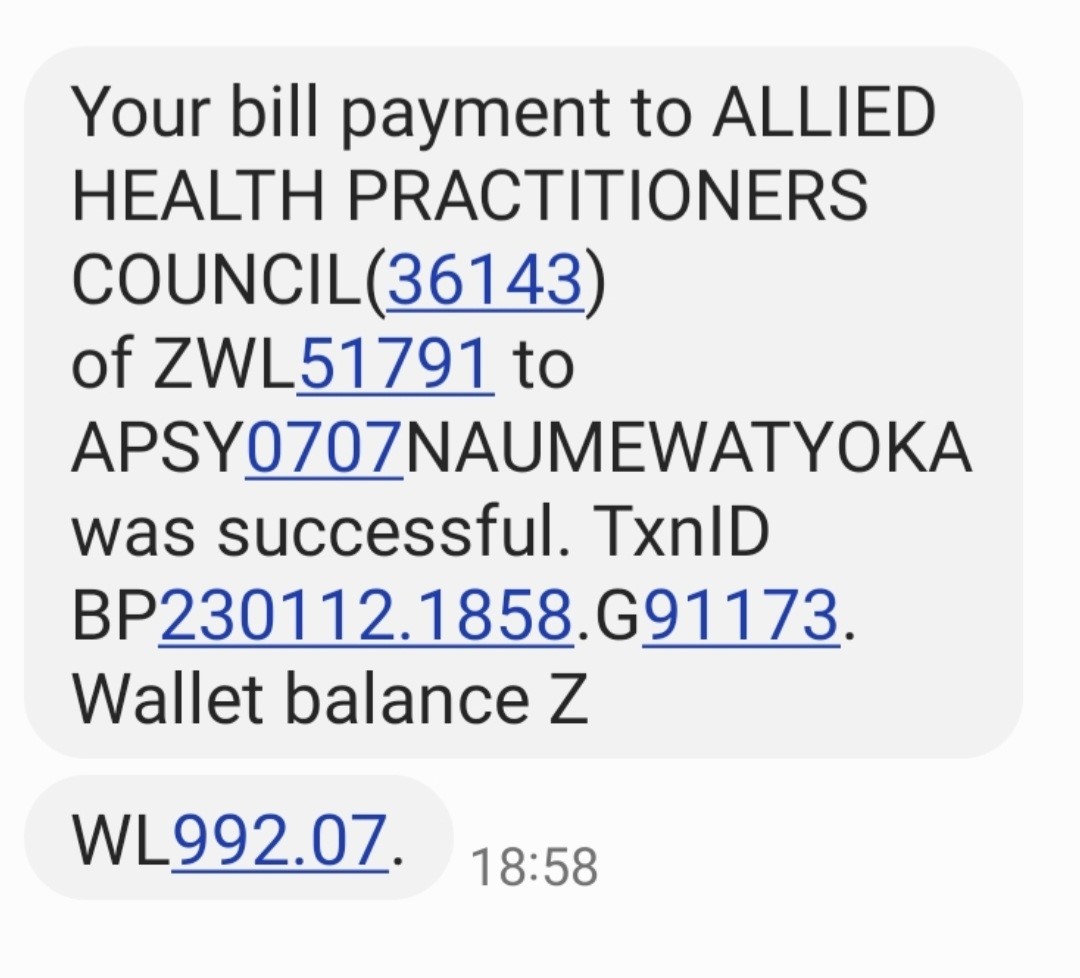 Your bill payment to ALLIED
HEALTH PRACTITIONERS
COUNCIL(36143)
of ZWL51791 to
APSY0707NAUMEWATYOKA
was successful. TxnID
BP230112.1858.G91173.
Wallet balance Z
WL992.07.
18:58